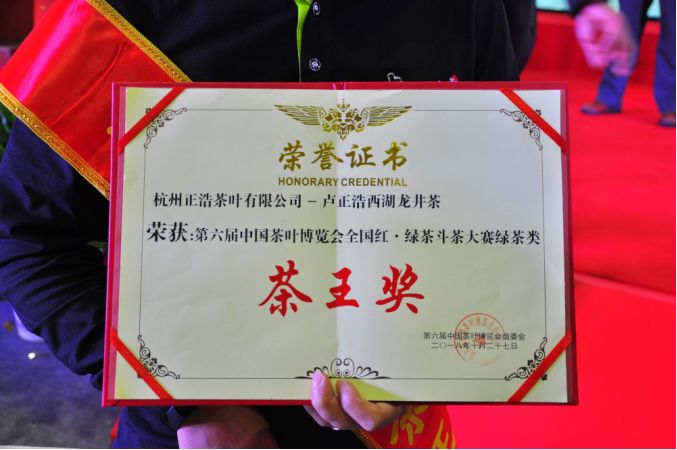 荣誉证书
HONORARY CREDENTIAL
杭州正浩茶叶有限公司－卢正浩西湖龙井茶
荣获:第六届中国茶叶博览会全国红·绿茶斗茶大赛绿茶类
茶王奖
第六届中国茶叶博览会组委会
二〇一八年十月二十七日